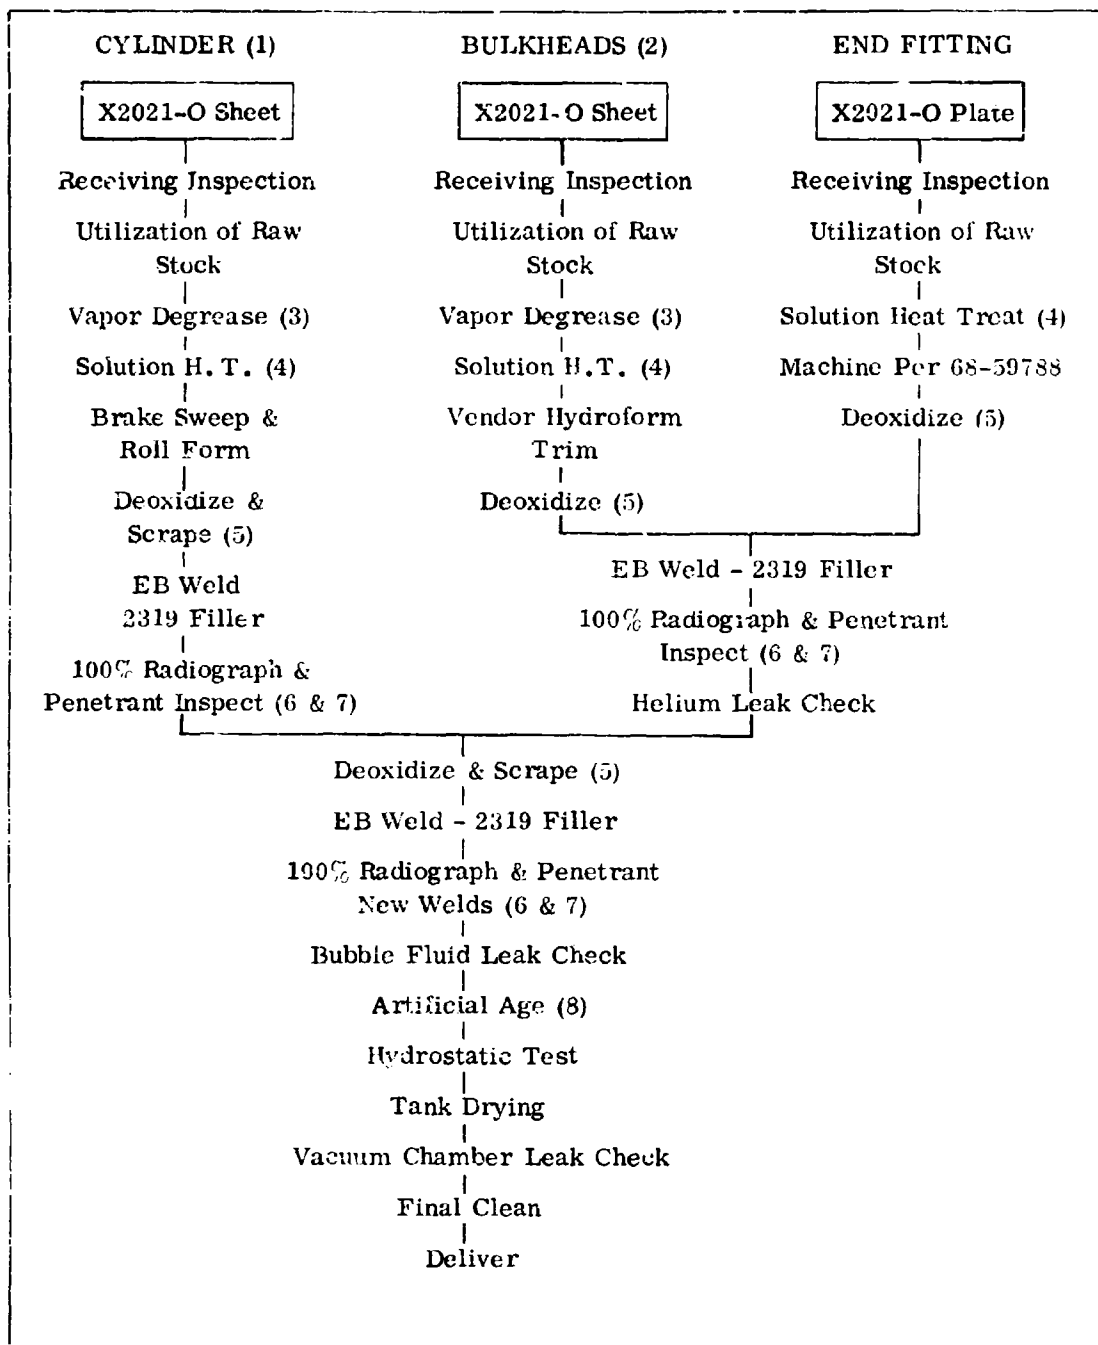 CYLINDER (1)
X2021-O Sheet
Receiving Inspection
Utilization of Raw
Stock
Vapor Degrease (3)
Solution H. T. (4)
Brake Sweep &
Roll Form
Deoxidize &
Scrape (5)
EB Weld
2319 Filler
100% Radiograph &
Penetrant Inspect (6 & 7)
BULKHEADS (2)
X2021-O Sheet
Receiving Inspection
Utilization of Raw
Stock
Vapor Degrease (3)
Solution H.T. (4)
Vendor Hydroform
Trim
Deoxidize (5)
END FITTING
X2021-O Plate
Receiving Inspection
Utilization of Raw
Stock
Solution Heat Treat (4)
Machine Per 68-59788
Deoxidize (5)
EB Weld - 2319 Filler
100% Radiograph & Penetrant
Inspect (6 & 7)
Helium Leak Check
Deoxidize & Scrape (5)
EB Weld - 2319 Filler
100% Radiograph & Penetrant
New Welds (6 & 7)
Bubble Fluid Leak Check
Artificial Age (8)
Hydrostatic Test
Tank Drying
Vacuum Chamber Leak Check
Final Clean
Deliver